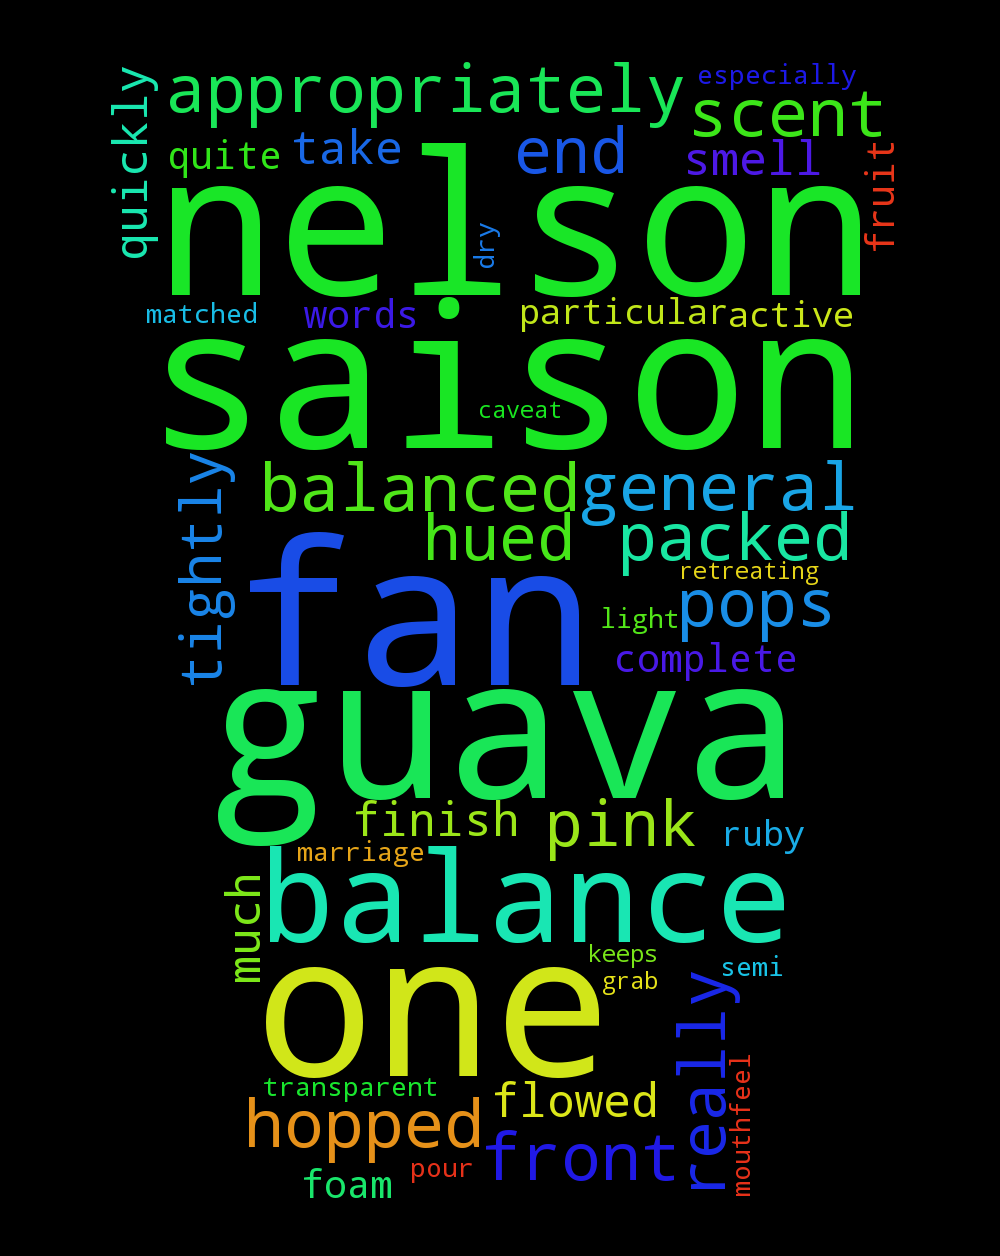 especially
appropriately
quickly
scent
quite
take
end
smell
fruit
nelson
dry
matched
words
particular
active
saison
caveat
balanced
general
tightly
hued
packed
fan
retreating
light
pops
complete
guava
finish
pink
ruby
marriage
balance
much
keeps
semi
grab
one
really
transparent
flowed
mouthfeel
hopped
front
pour
foam